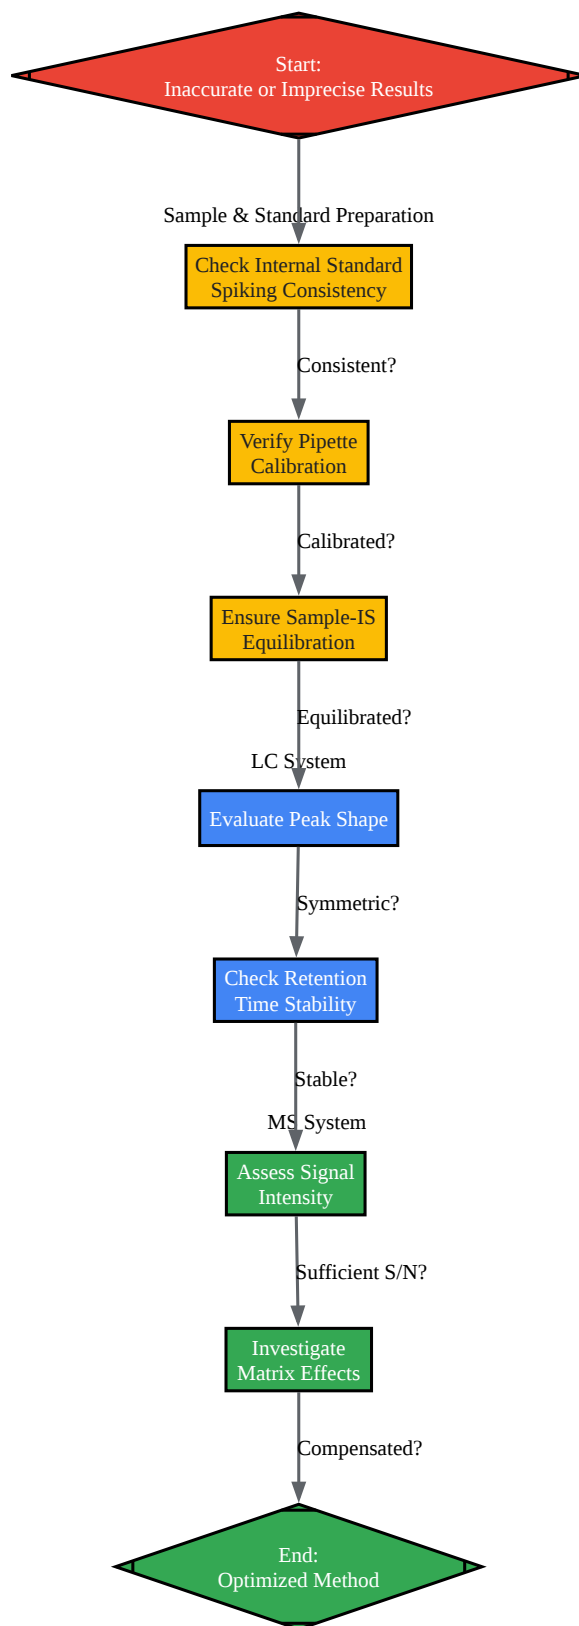 Start:
Inaccurate or Imprecise Results
Sample & Standard Preparation
Check Internal Standard
Spiking Consistency
Consistent?
Verify Pipette
Calibration
Calibrated?
Ensure Sample-IS
Equilibration
Equilibrated?
LC System
Evaluate Peak Shape
Symmetric?
Check Retention
Time Stability
Stable?
MS System
Assess Signal
Intensity
Sufficient S/N?
Investigate
Matrix Effects
Compensated?
End:
Optimized Method